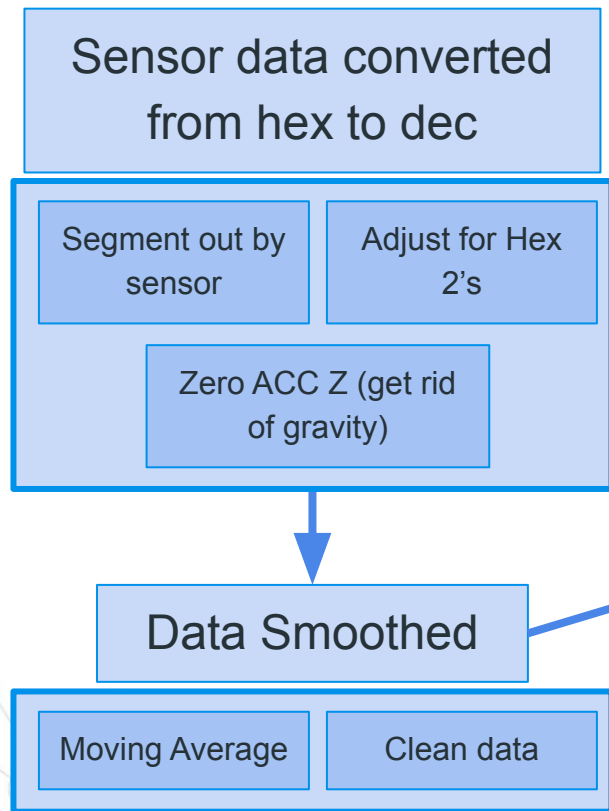 Sensor data converted
from hex to dec
Segment out by
sensor
Adjust for Hex
2’s
Zero ACC Z (get rid
of gravity)
Data Smoothed
Moving Average
Clean data